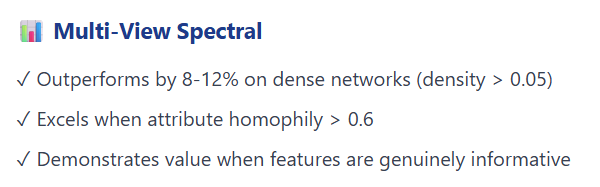 Multi-View Spectral
✓ Outperforms by 8-12% on dense networks (density > 0.05)
✓ Excels when attribute homophily > 0.6
✓ Demonstrates value when features are genuinely informative